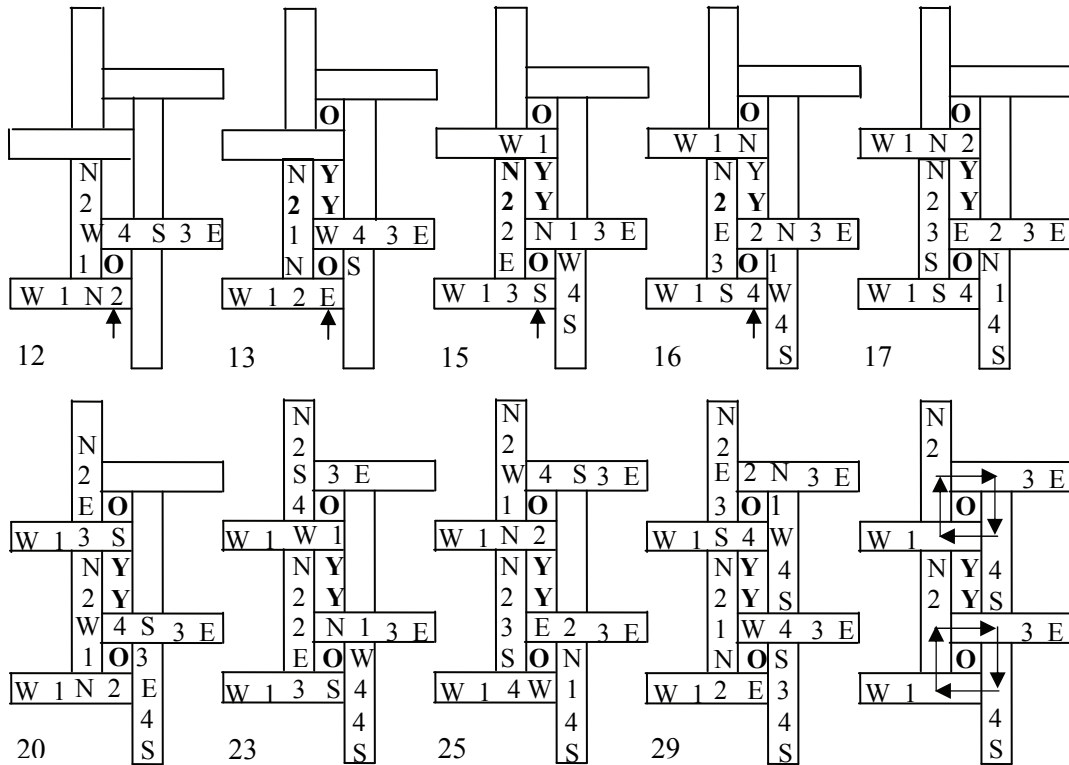 N
2
W 4 S 3 E
1 O
W 1 N 2
12
O
N Y
2 Y
1 W 4 3 E
N O S
W 1 2 E
13
O
W 1
N Y
2 Y
2 N 1 3 E
E O W
W 1 3 S 4
S
15
O
W 1 N
N Y
2 Y
E 2 N 3 E
3 O 1
W 1 S 4 W
4
S
16
O
W 1 N 2
N Y
2 Y
3 E 2 3 E
S O N
W 1 S 4 1
4
S
17
N
2
E O
W 1 3 S
N Y
2 Y
W 4 S 3 E
1 O 3
W 1 N 2 E
4
S
20
N
2
S 3 E
4 O
W 1 W 1
N Y
2 Y
2 N 1 3 E
E O W
W 1 3 S 4
4
S
23
N
2
W 4 S 3 E
1 O
W 1 N 2
N Y
2 Y
3 E 2 3 E
S O N
W 1 4 W 1
4
S
25
N
2
E 2 N 3 E
3 O 1
W 1 S 4 W
N Y 4
2 Y S
1 W 4 3 E
N O S
W 1 2 E 3
4
S
29
N
2
3 E
O
W 1
N Y 4
2 Y S
3 E
O
W 1
4
S